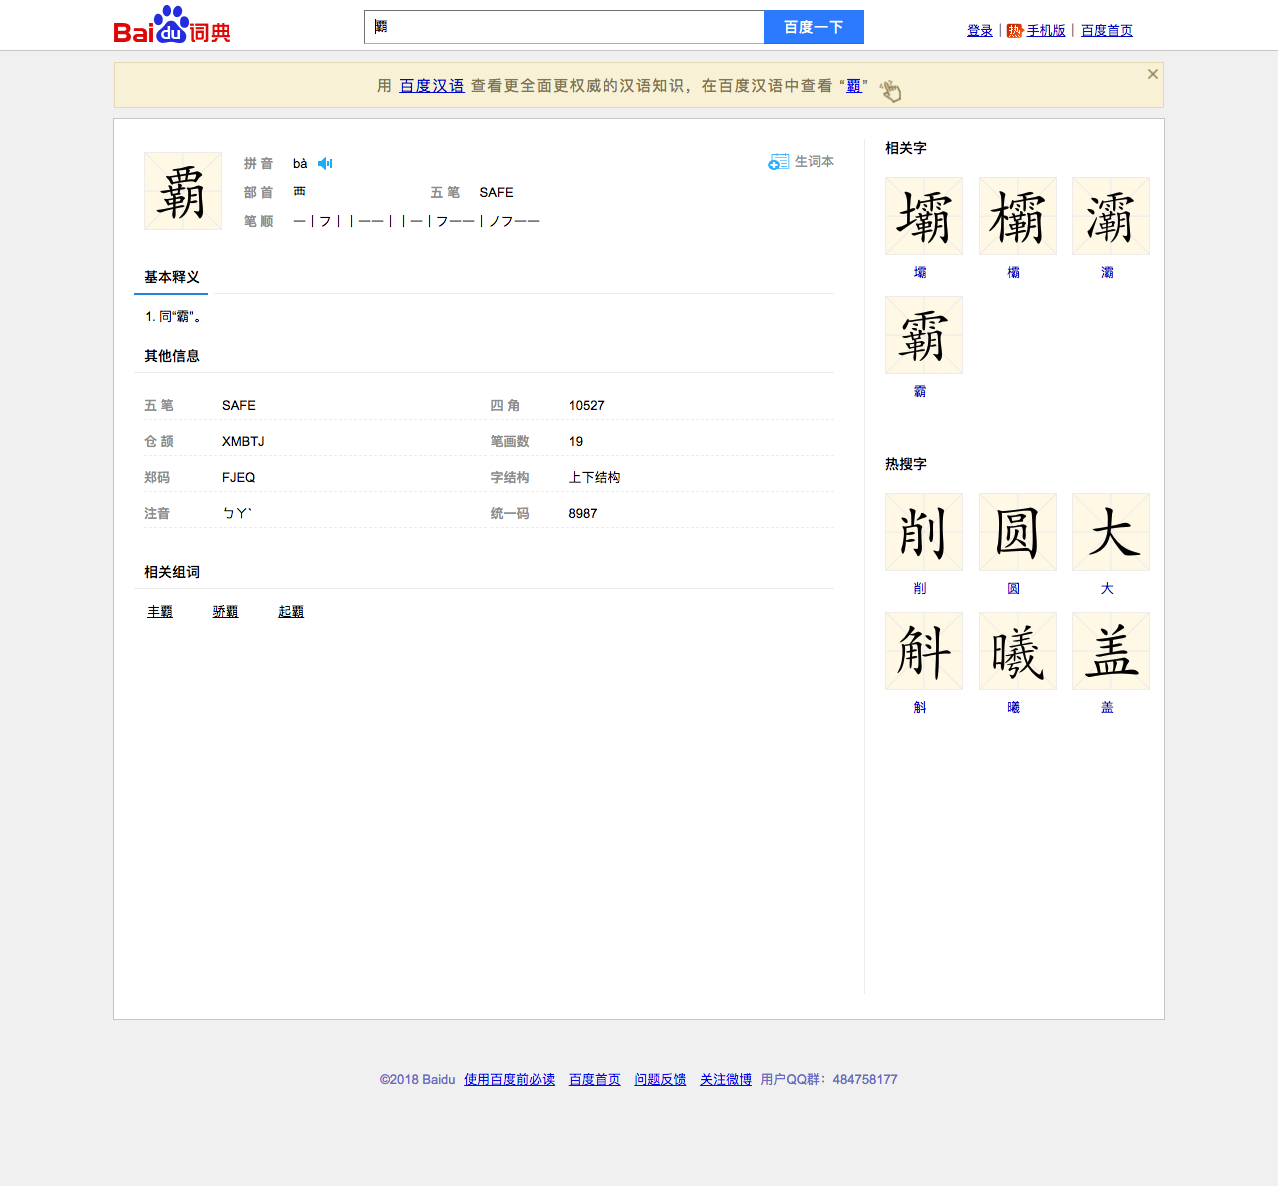 Bai du 词典
覇
百度一下
登录 | 热 手机版 | 百度首页
用 百度汉语 查看更全面更权威的汉语知识，在百度汉语中查看 “覇”
覇
拼 音 bà
生词本
部 首 覀 五 笔 SAFE
笔 顺 一丨フ丨丨一一丨丨一丨フ一一丨ノフ一一
基本释义
1. 同“霸”。
其他信息
五 笔 SAFE 四 角 10527
仓 颉 XMBTJ 笔画数 19
郑码 FJEQ 字结构 上下结构
注音 ㄅㄚˋ 统一码 8987
相关组词
丰覇 骄覇 起覇
相关字
壩 欛 灞
壩 欛 灞
霸
霸
热搜字
削 圆 大
削 圆 大
斛 曦 盖
斛 曦 盖
©2018 Baidu 使用百度前必读 百度首页 问题反馈 关注微博 用户QQ群：484758177